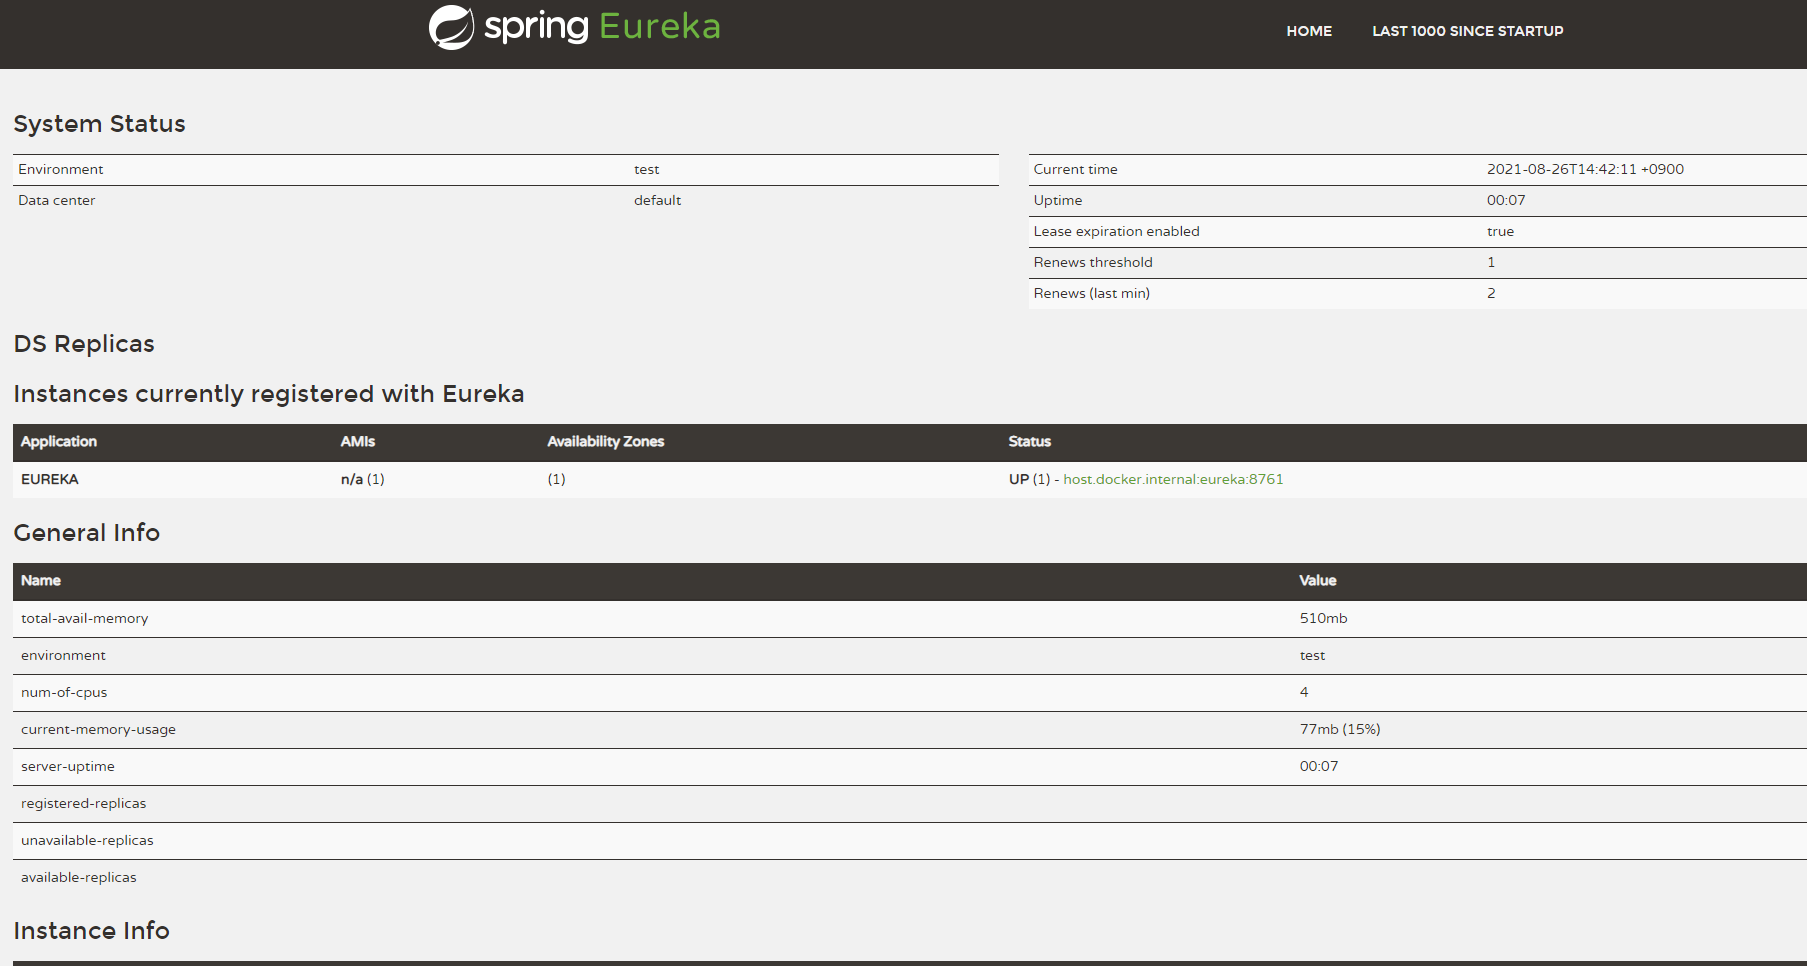 spring Eureka
HOME LAST 1000 SINCE STARTUP
System Status
Environment test
Data center default
Current time 2021-08-26T14:42:11 +0900
Uptime 00:07
Lease expiration enabled true
Renews threshold 1
Renews (last min) 2
DS Replicas
Instances currently registered with Eureka
Application AMIs Availability Zones Status
EUREKA n/a (1) (1) UP (1) - host.docker.internal:eureka:8761
General Info
Name Value
total-avail-memory 510mb
environment test
num-of-cpus 4
current-memory-usage 77mb (15%)
server-uptime 00:07
registered-replicas
unavailable-replicas
available-replicas
Instance Info